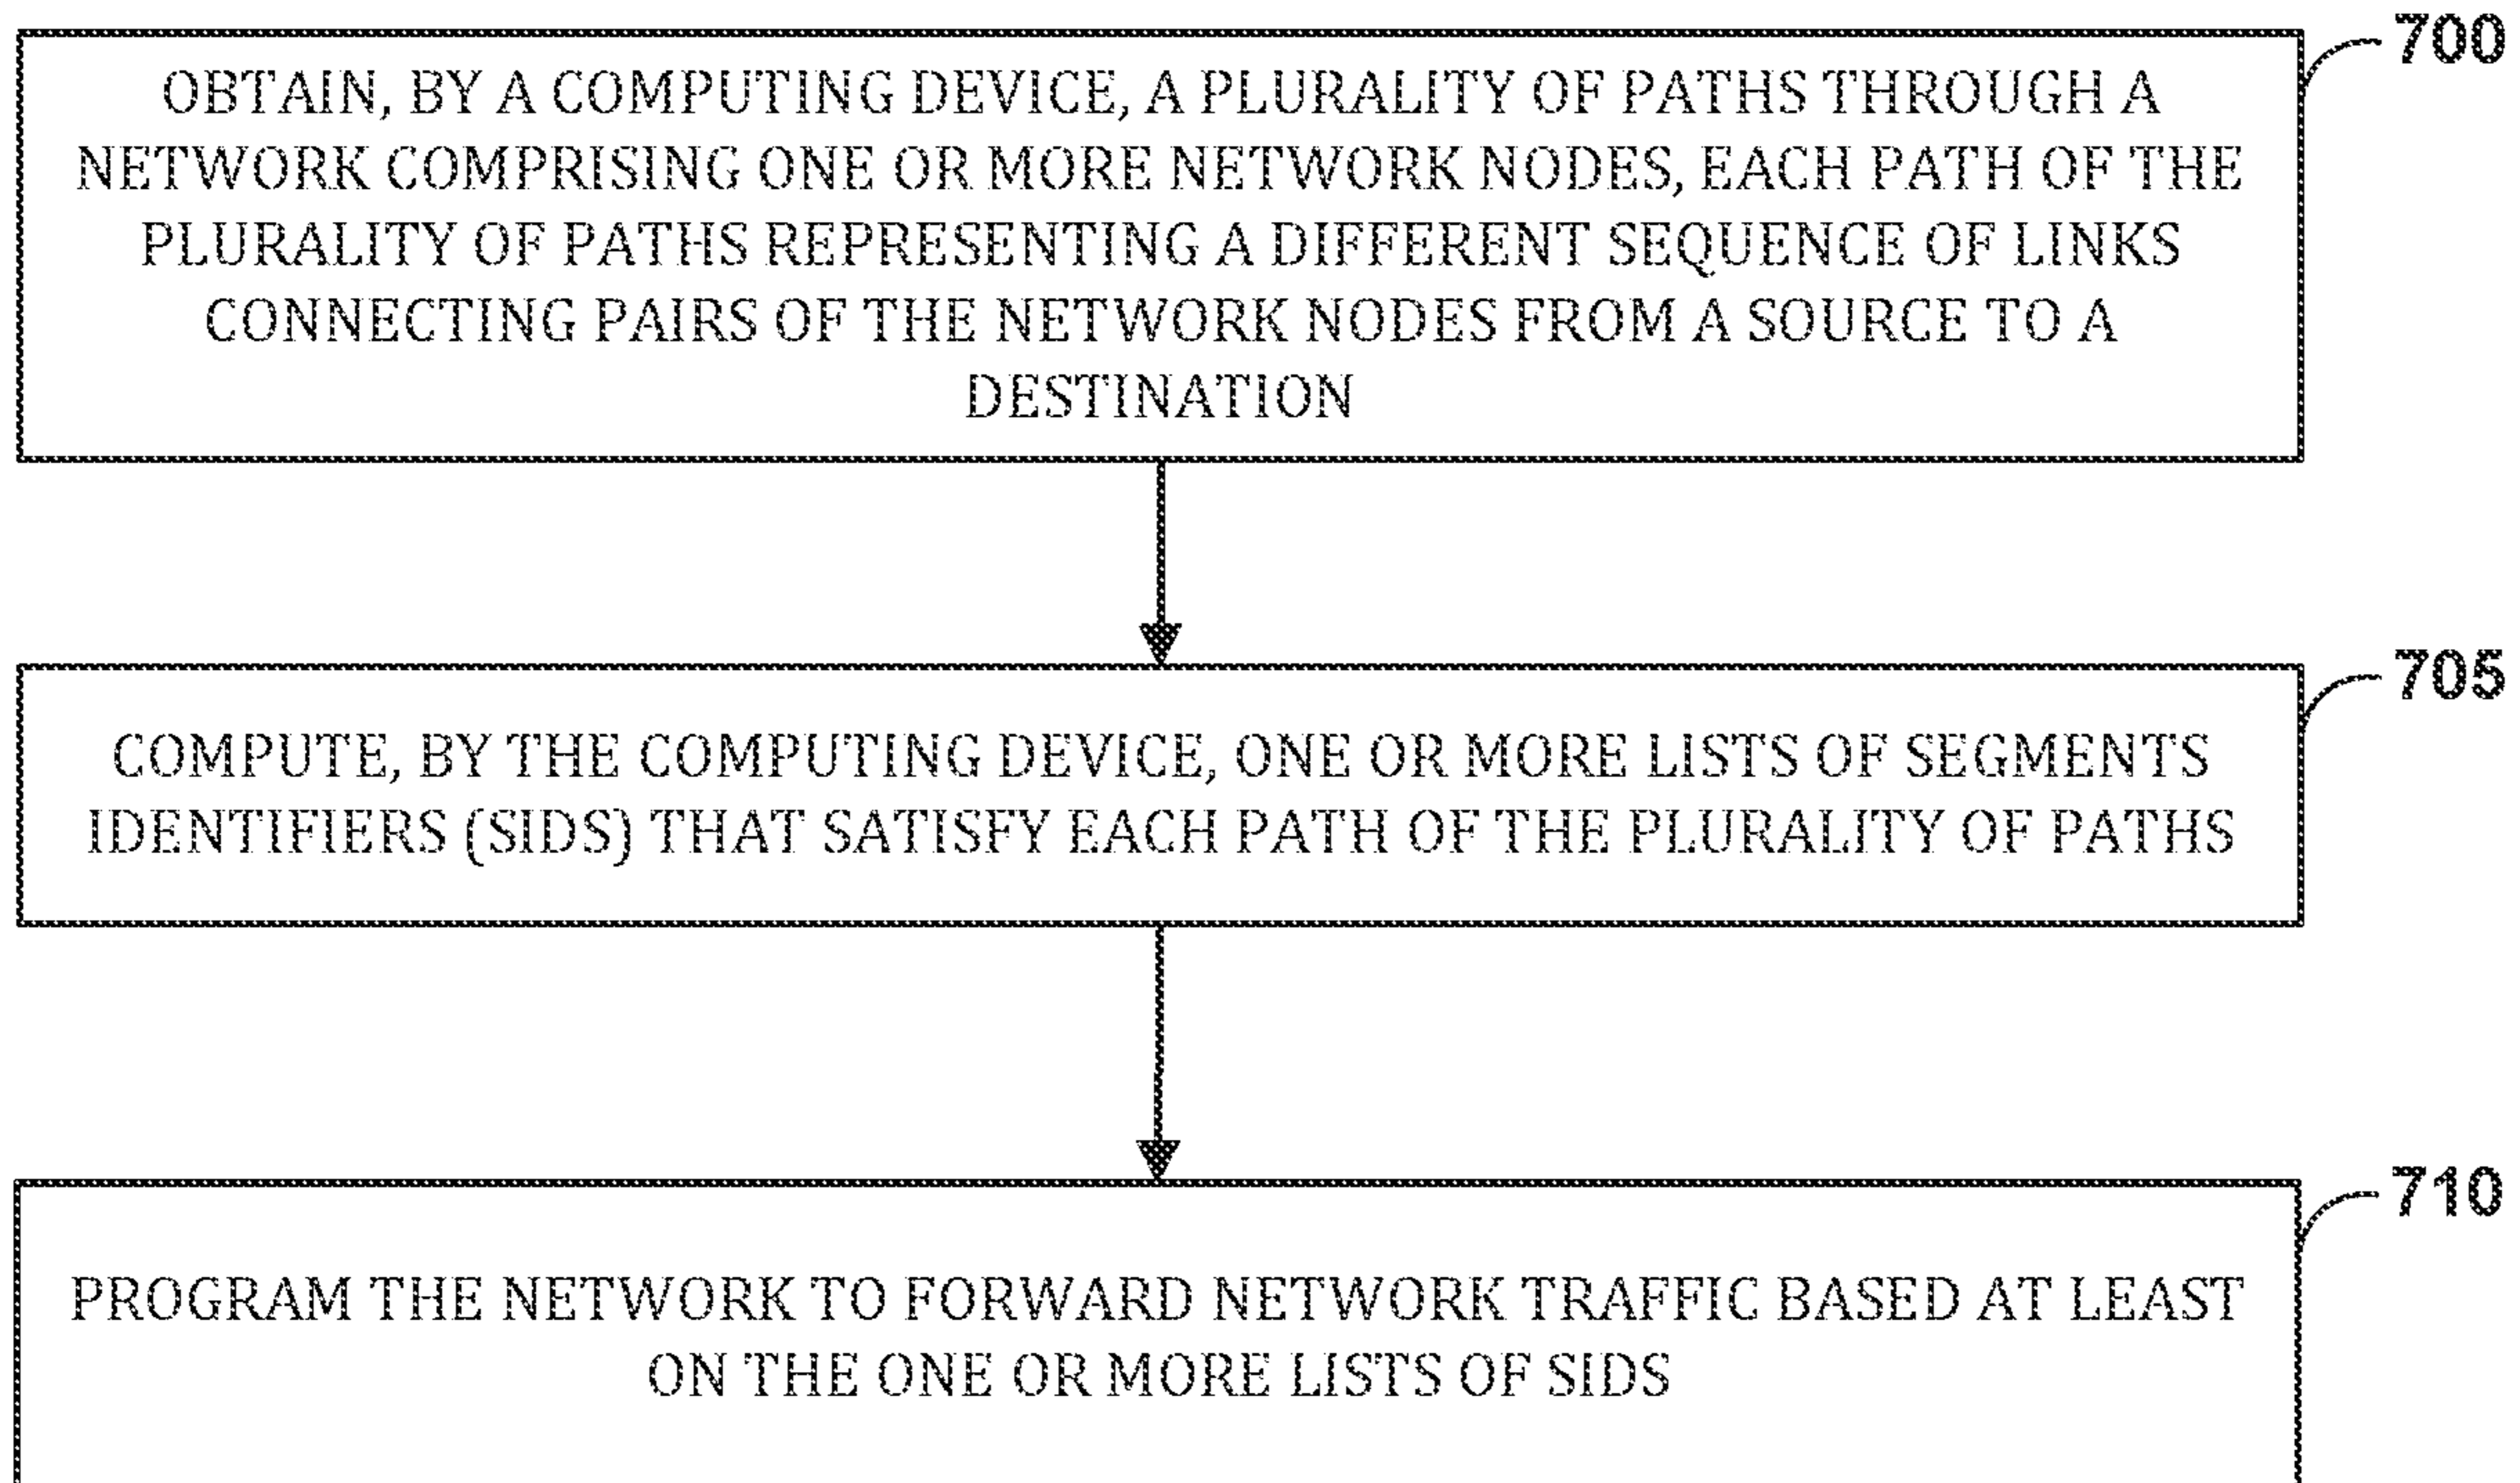 700
OBTAIN, BY A COMPUTING DEVICE, A PLURALITY OF PATHS THROUGH A
NETWORK COMPRISING ONE OR MORE NETWORK NODES, EACH PATH OF THE
PLURALITY OF PATHS REPRESENTING A DIFFERENT SEQUENCE OF LINKS
CONNECTING PAIRS OF THE NETWORK NODES FROM A SOURCE TO A
DESTINATION
705
COMPUTE, BY THE COMPUTING DEVICE, ONE OR MORE LISTS OF SEGMENTS
IDENTIFIERS (SIDS) THAT SATISFY EACH PATH OF THE PLURALITY OF PATHS
710
PROGRAM THE NETWORK TO FORWARD NETWORK TRAFFIC BASED AT LEAST
ON THE ONE OR MORE LISTS OF SIDS